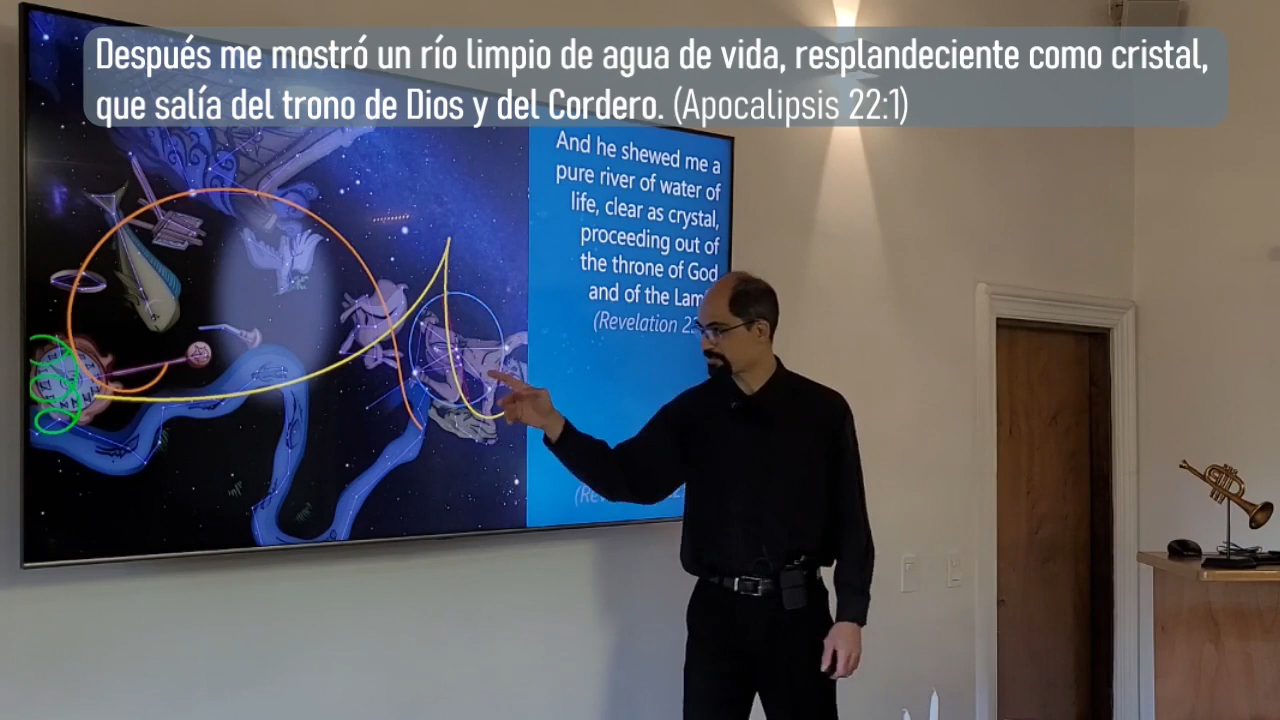 Después me mostró un río limpio de agua de vida, resplandeciente como cristal,
que salía del trono de Dios y del Cordero. (Apocalipsis 22:1)
And he shewed me a
pure river of water of
life, clear as crystal,
proceeding out of
the throne of God
and of the
(Revelation